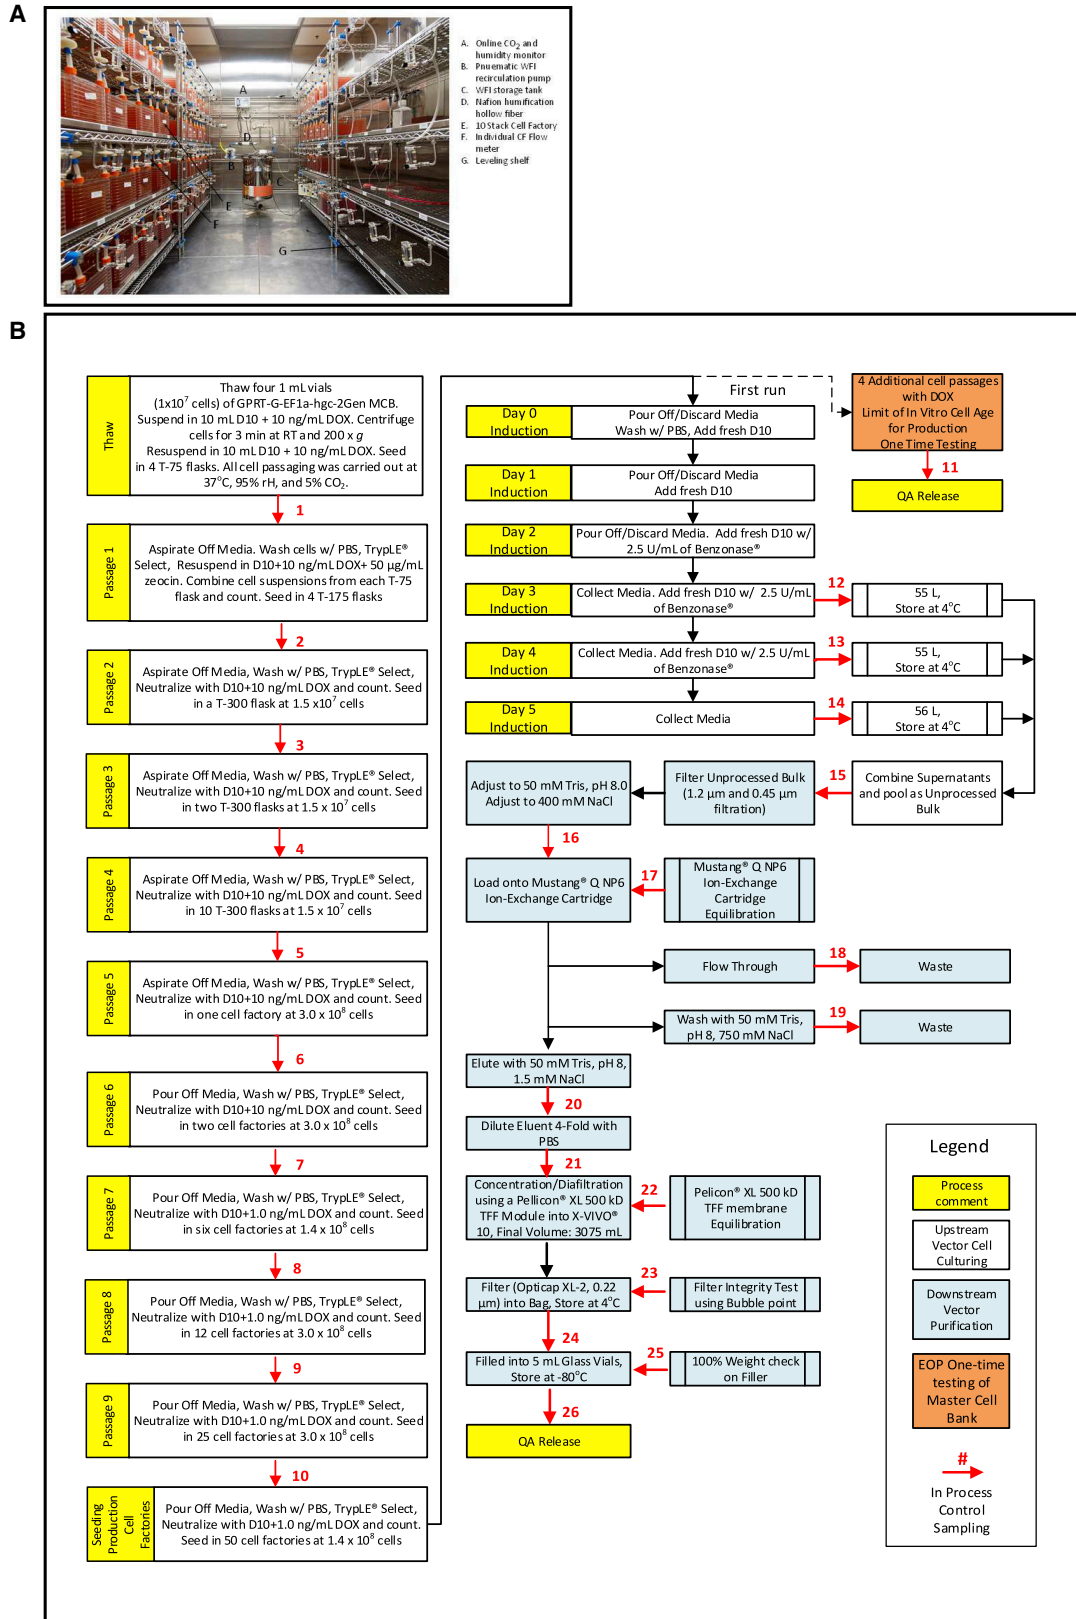 A
A. Online CO2 and
humidity monitor
B. Pnuematic WFI
recirculation pump
C. WFI storage tank
D. Nafion humification
hollow fiber
E. 10 Stack Cell Factory
F. Individual CF Flow
meter
G. Leveling shelf
A
D
B
C
E
F
G
B
Thaw
Thaw four 1 mL vials
(1x10^7 cells) of GPRT-G-EF1a-hgc-2Gen MCB.
Suspend in 10 mL D10 + 10 ng/mL DOX. Centrifuge
cells for 3 min at RT and 200 x g
Resuspend in 10 mL D10 + 10 ng/mL DOX. Seed
in 4 T-75 flasks. All cell passaging was carried out at
37°C, 95% rH, and 5% CO2.
1
Passage 1
Aspirate Off Media. Wash cells w/ PBS, TrypLE®
Select, Resuspend in D10+10 ng/mL DOX+ 50 µg/mL
zeocin. Combine cell suspensions from each T-75
flask and count. Seed in 4 T-175 flasks
2
Passage 2
Aspirate Off Media, Wash w/ PBS, TrypLE® Select,
Neutralize with D10+10 ng/mL DOX and count. Seed
in a T-300 flask at 1.5 x10^7 cells
3
Passage 3
Aspirate Off Media, Wash w/ PBS, TrypLE® Select,
Neutralize with D10+10 ng/mL DOX and count. Seed
in two T-300 flasks at 1.5 x 10^7 cells
4
Passage 4
Aspirate Off Media, Wash w/ PBS, TrypLE® Select,
Neutralize with D10+10 ng/mL DOX and count. Seed
in 10 T-300 flasks at 1.5 x 10^7 cells
5
Passage 5
Aspirate Off Media, Wash w/ PBS, TrypLE® Select,
Neutralize with D10+10 ng/mL DOX and count. Seed
in one cell factory at 3.0 x 10^8 cells
6
Passage 6
Pour Off Media, Wash w/ PBS, TrypLE® Select,
Neutralize with D10+10 ng/mL DOX and count. Seed
in two cell factories at 3.0 x 10^8 cells
7
Passage 7
Pour Off Media, Wash w/ PBS, TrypLE® Select,
Neutralize with D10+1.0 ng/mL DOX and count. Seed
in six cell factories at 1.4 x 10^8 cells
8
Passage 8
Pour Off Media, Wash w/ PBS, TrypLE® Select,
Neutralize with D10+1.0 ng/mL DOX and count. Seed
in 12 cell factories at 3.0 x 10^8 cells
9
Passage 9
Pour Off Media, Wash w/ PBS, TrypLE® Select,
Neutralize with D10+1.0 ng/mL DOX and count. Seed
in 25 cell factories at 3.0 x 10^8 cells
10
Seeding
Production
Cell
Factories
Pour Off Media, Wash w/ PBS, TrypLE® Select,
Neutralize with D10+1.0 ng/mL DOX and count.
Seed in 50 cell factories at 1.4 x 10^8 cells
First run
4 Additional cell passages
with DOX
Limit of In Vitro Cell Age
for Production
One Time Testing
11
QA Release
Day 0
Induction
Pour Off/Discard Media
Wash w/ PBS, Add fresh D10
Day 1
Induction
Pour Off/Discard Media
Add fresh D10
Day 2
Induction
Pour Off/Discard Media. Add fresh D10 w/
2.5 U/mL of Benzonase®
Day 3
Induction
Collect Media. Add fresh D10 w/ 2.5 U/mL
of Benzonase®
12
55 L,
Store at 4°C
Day 4
Induction
Collect Media. Add fresh D10 w/ 2.5 U/mL
of Benzonase®
13
55 L,
Store at 4°C
Day 5
Induction
Collect Media
14
56 L,
Store at 4°C
Combine Supernatants
and pool as Unprocessed
Bulk
15
Filter Unprocessed Bulk
(1.2 µm and 0.45 µm
filtration)
Adjust to 50 mM Tris, pH 8.0
Adjust to 400 mM NaCl
16
Load onto Mustang® Q NP6
Ion-Exchange Cartridge
17
Mustang® Q NP6
Ion-Exchange
Cartridge
Equilibration
Flow Through
18
Waste
Wash with 50 mM Tris,
pH 8, 750 mM NaCl
19
Waste
Elute with 50 mM Tris, pH 8,
1.5 mM NaCl
20
Dilute Eluent 4-Fold with
PBS
21
Concentration/Diafiltration
using a Pellicon® XL 500 kD
TFF Module into X-VIVO®
10, Final Volume: 3075 mL
22
Pelicon® XL 500 kD
TFF membrane
Equilibration
Filter (Opticap XL-2, 0.22
µm) into Bag, Store at 4°C
23
Filter Integrity Test
using Bubble point
24
Filled into 5 mL Glass Vials,
Store at -80°C
25
100% Weight check
on Filler
26
QA Release
Legend
Process
comment
Upstream
Vector Cell
Culturing
Downstream
Vector
Purification
EOP One-time
testing of
Master Cell
Bank
#
In Process
Control
Sampling